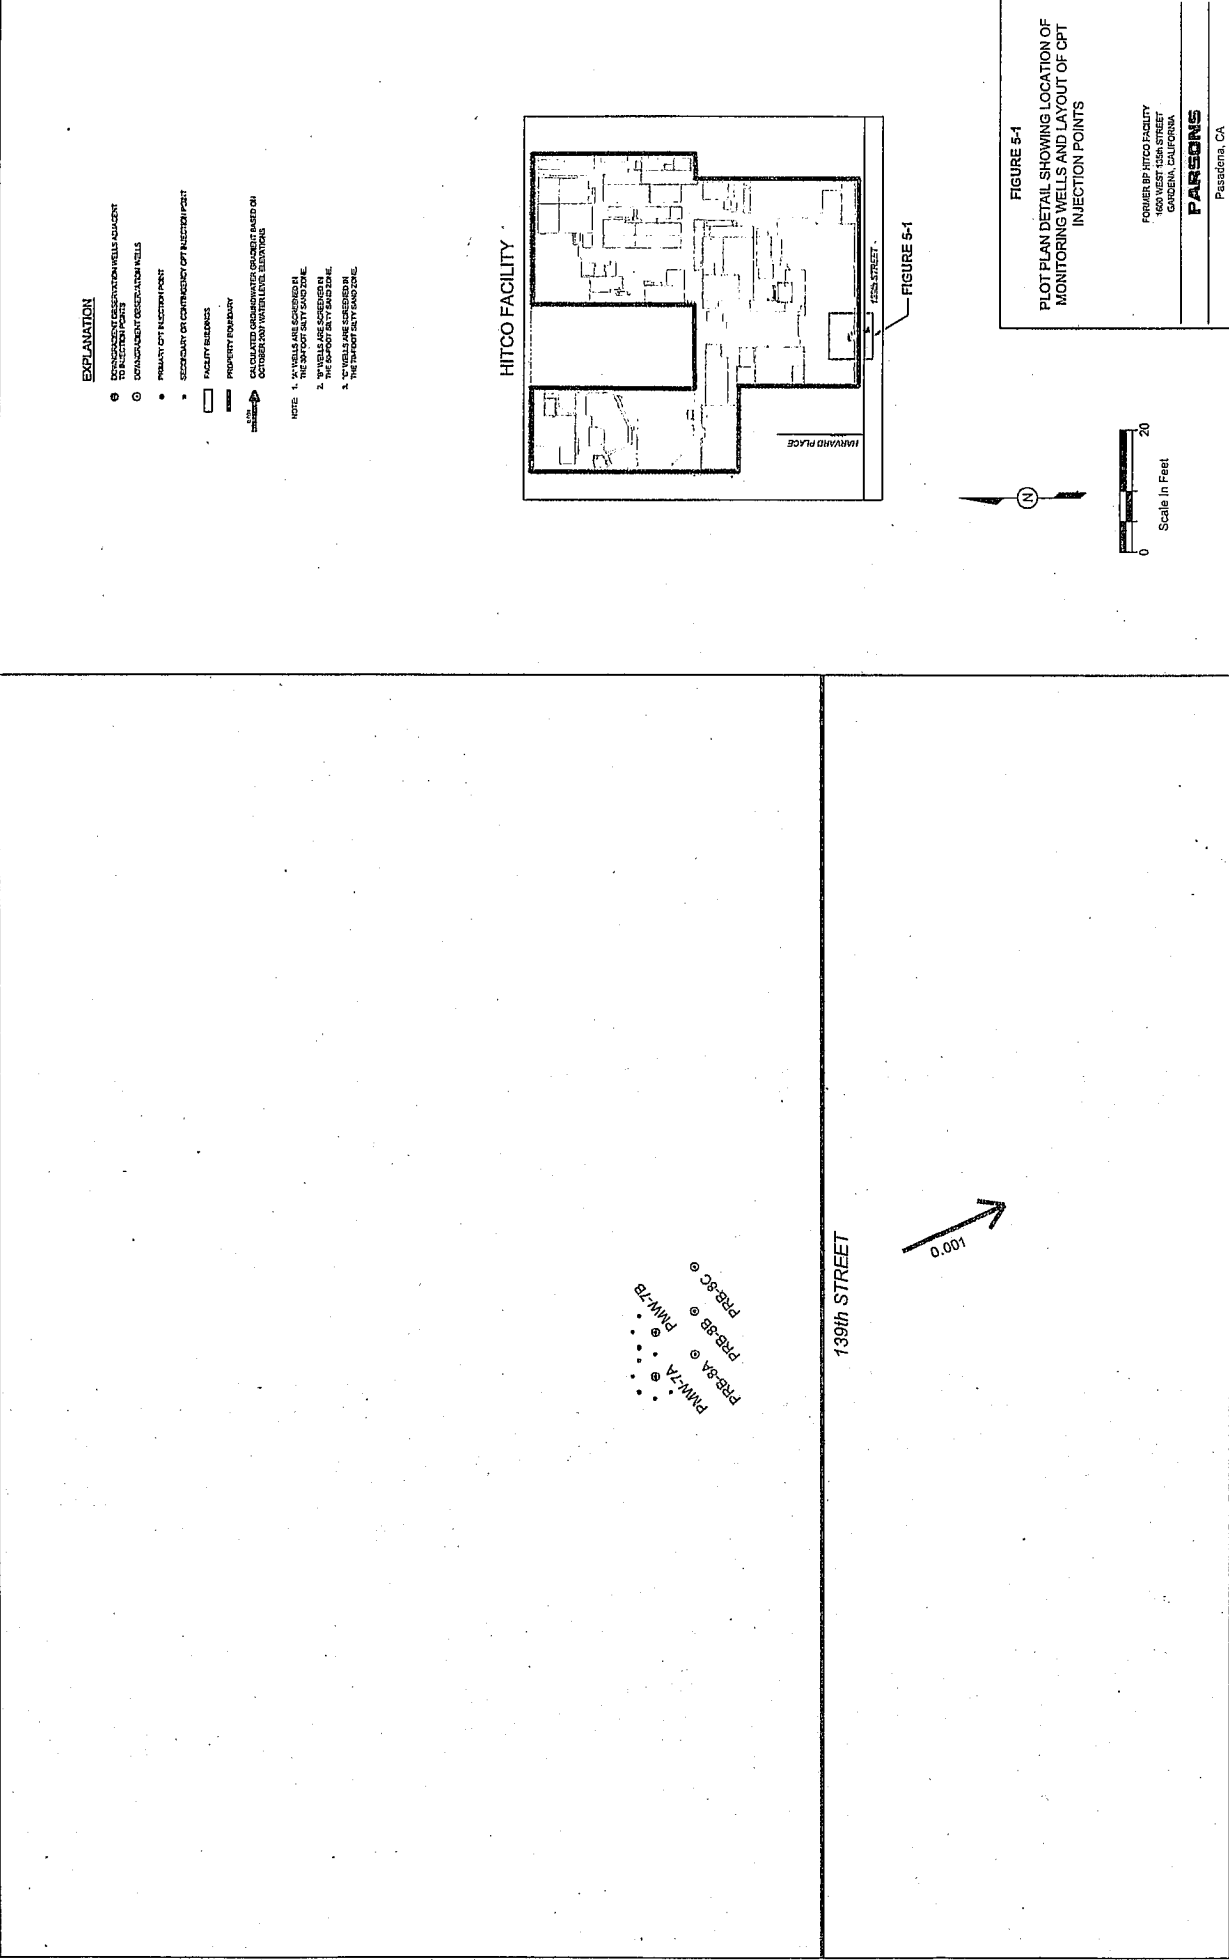 EXPLANATION
DOWNGRADIENT OBSERVATION WELLS ADJACENT
TO INJECTION POINTS
DOWNGRADIENT OBSERVATION WELLS
PRIMARY CPT INJECTION POINT
SECONDARY OR CONTINGENCY CPT INJECTION POINT
FACILITY BUILDINGS
PROPERTY BOUNDARY
CALCULATED GROUNDWATER GRADIENT BASED ON
OCTOBER 2007 WATER LEVEL ELEVATIONS
NOTE: 1. "A" WELLS ARE SCREENED IN
THE 30-FOOT SILTY SAND ZONE.
2. "B" WELLS ARE SCREENED IN
THE 50-FOOT SILTY SAND ZONE.
3. "C" WELLS ARE SCREENED IN
THE 70-FOOT SILTY SAND ZONE.
HITCO FACILITY
HARVARD PLACE
139th STREET
FIGURE 5-1
N
0 20
Scale In Feet
PMW-7A
PMW-7B
PRB-8A
PRB-8B
PRB-8C
139th STREET
0.001
FIGURE 5-1
PLOT PLAN DETAIL SHOWING LOCATION OF
MONITORING WELLS AND LAYOUT OF CPT
INJECTION POINTS
FORMER BP HITCO FACILITY
1600 WEST 135th STREET
GARDENA, CALIFORNIA
PARSONS
Pasadena, CA